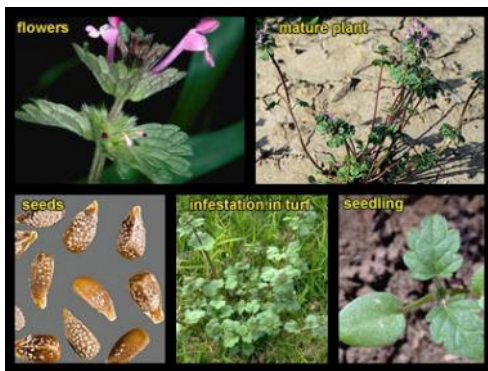 flowers
mature plant
seeds
infestation in turf
seedling